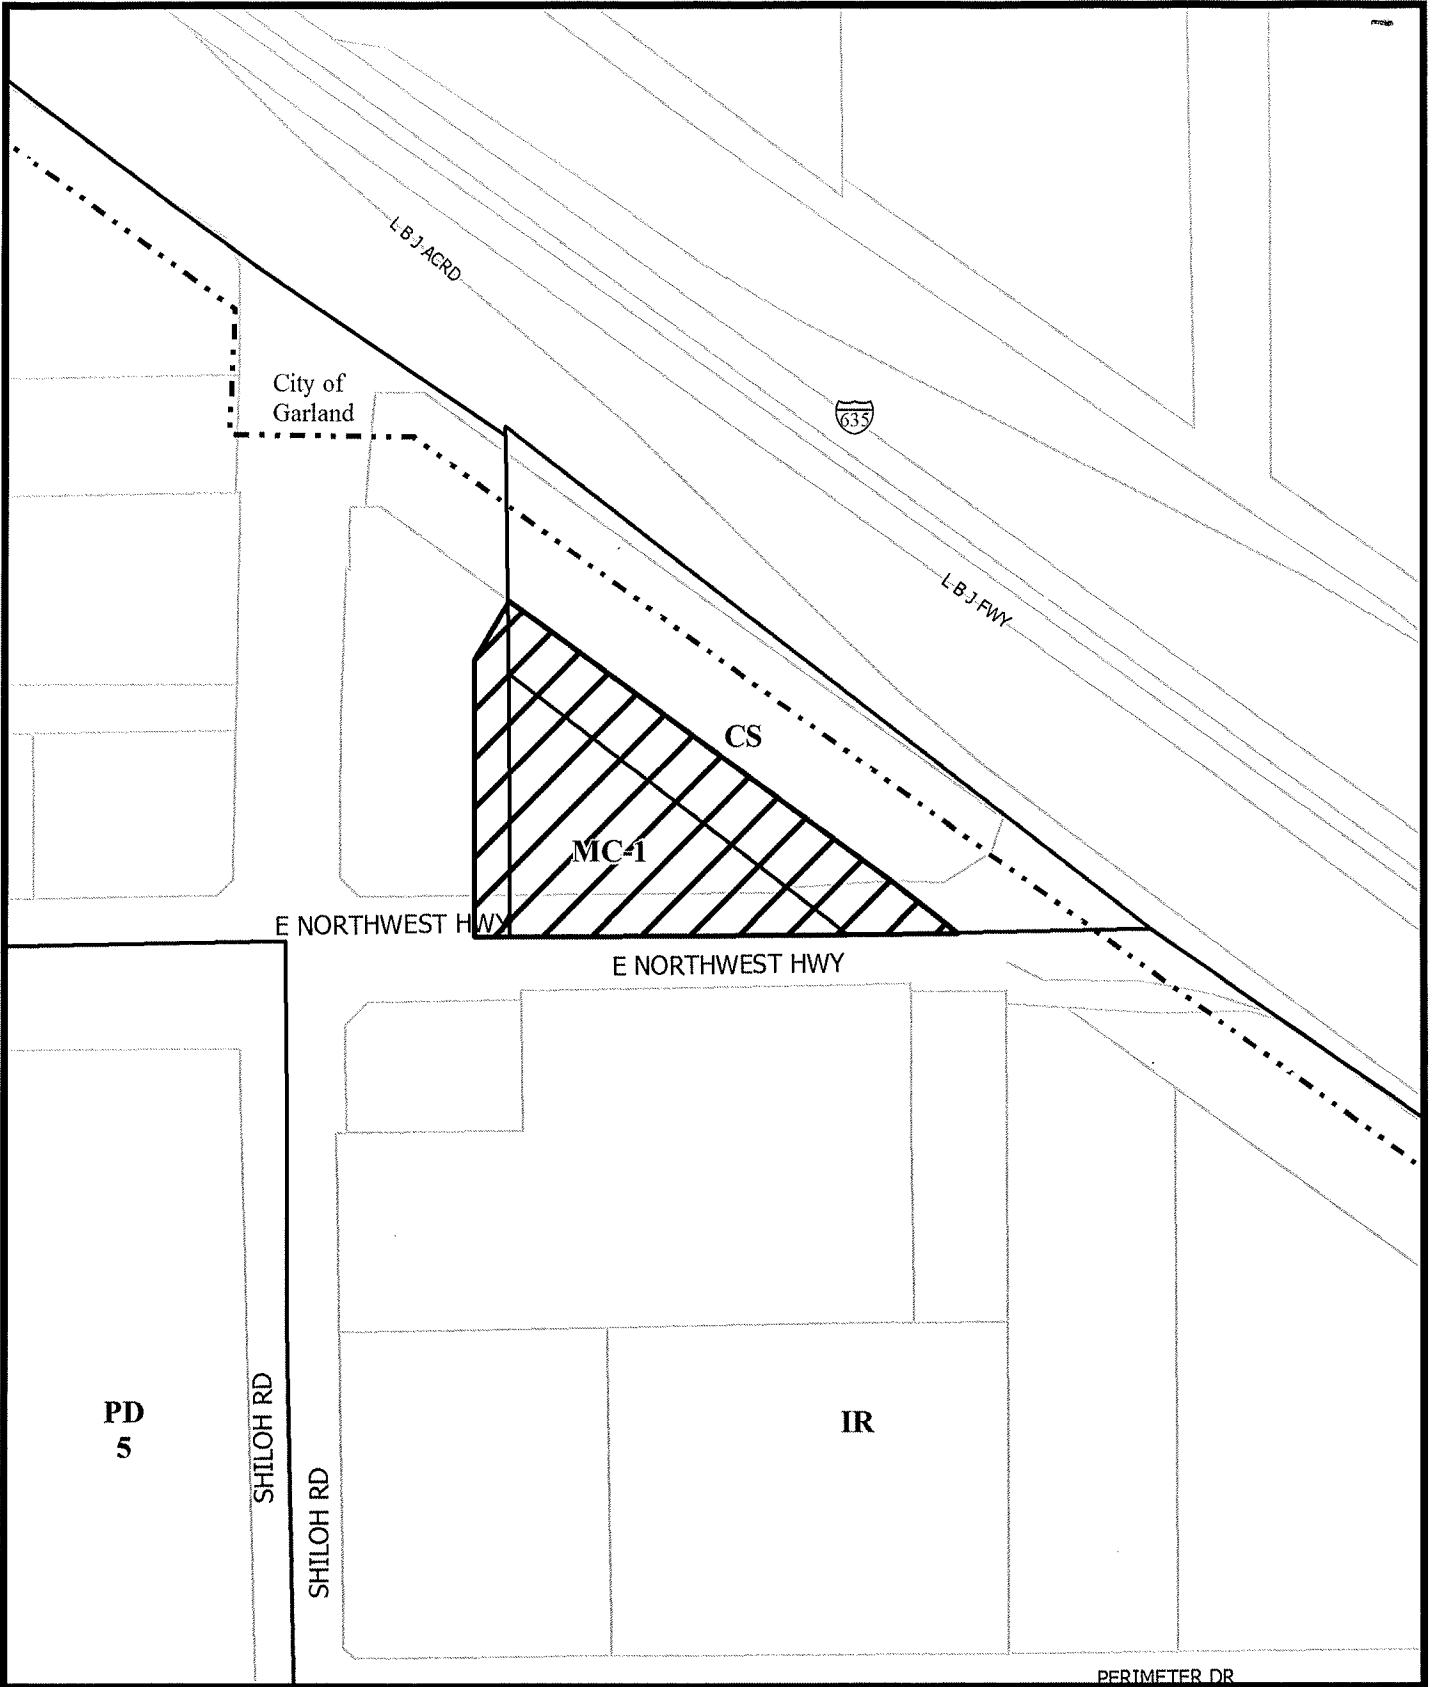 L B J ACRD
City of
Garland
635
L B J FWY
CS
MC-1
E NORTHWEST HWY
E NORTHWEST HWY
PD
5
SHILOH RD
SHILOH RD
IR
PERIMETER DR